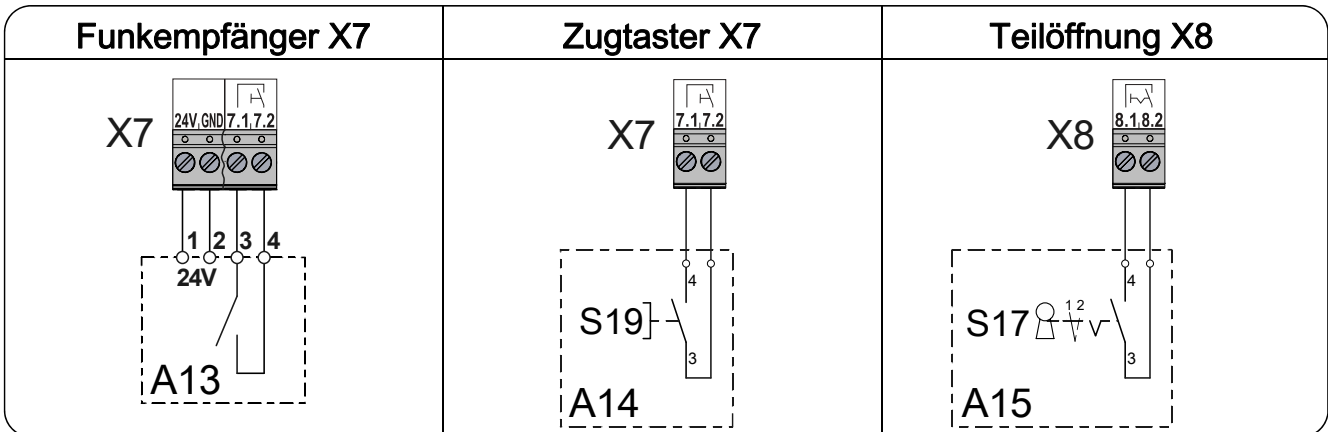 Funkempfänger X7
X7
24V GND 7.1 7.2
1 2 3 4
24V
A13
Zugtaster X7
X7
7.1 7.2
4
S19
3
A14
Teilöffnung X8
X8
8.1 8.2
4
1 2
S17
3
A15